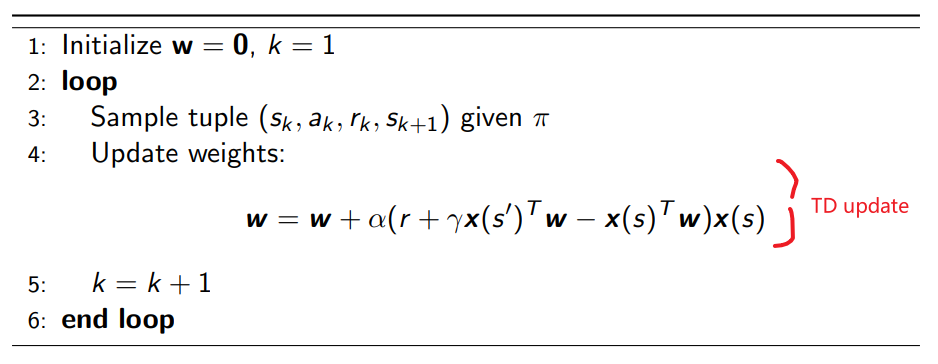 1: Initialize w = 0, k = 1
2: loop
3: Sample tuple (s_k, a_k, r_k, s_{k+1}) given π
4: Update weights:
w = w + α(r + γx(s′)^T w − x(s)^T w)x(s)
TD update
5: k = k + 1
6: end loop